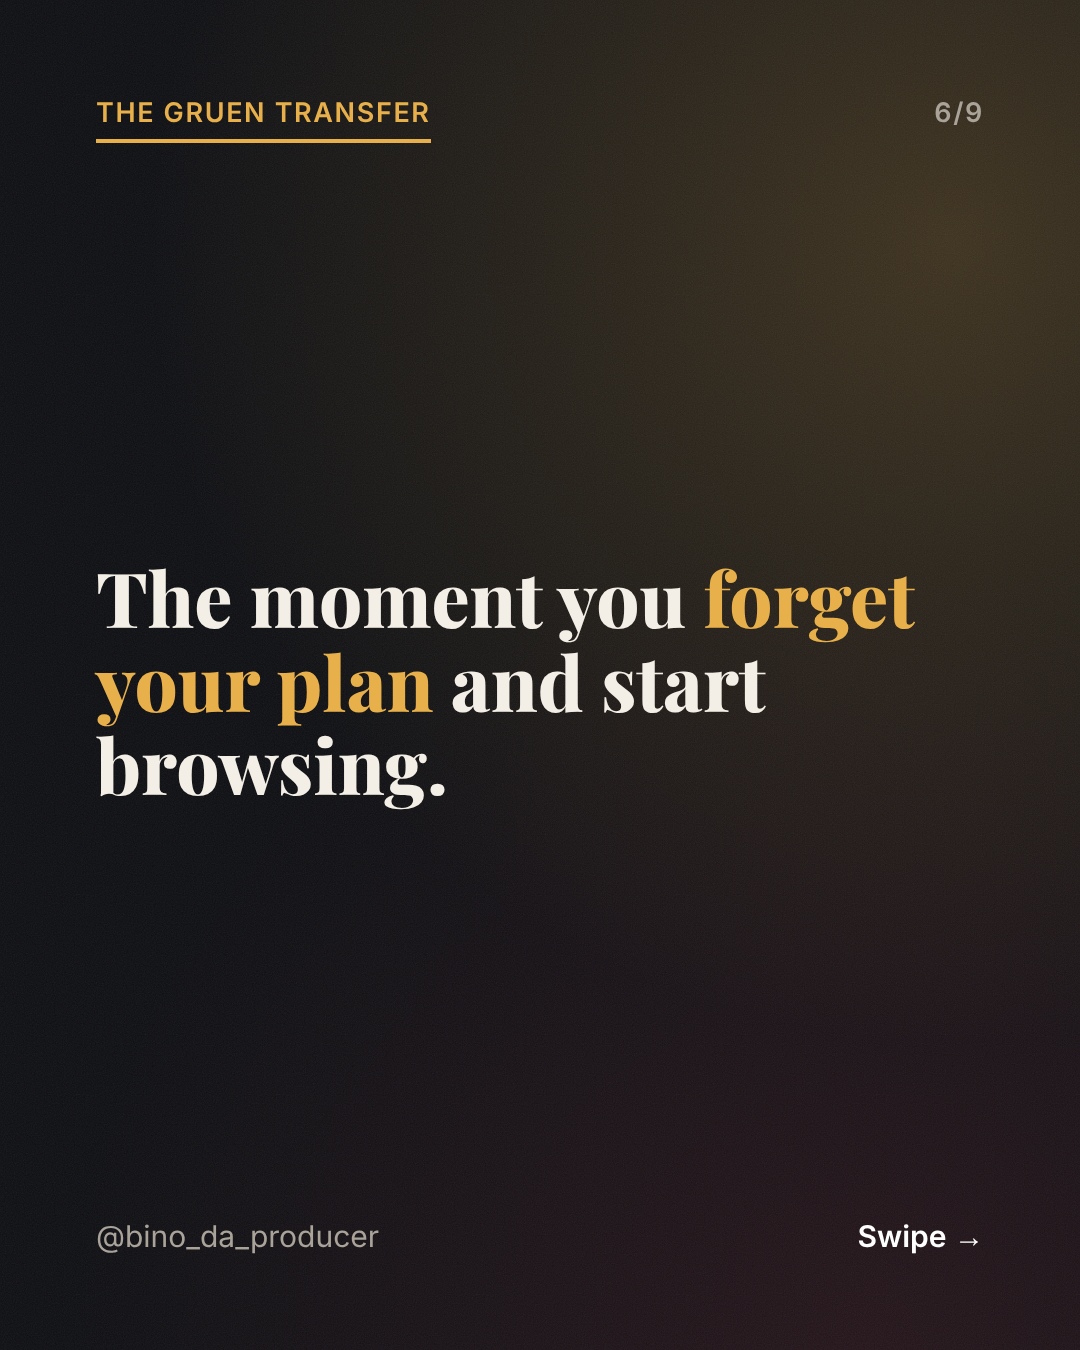 THE GRUEN TRANSFER
6/9
The moment you forget
your plan and start
browsing.
@bino_da_producer
Swipe →